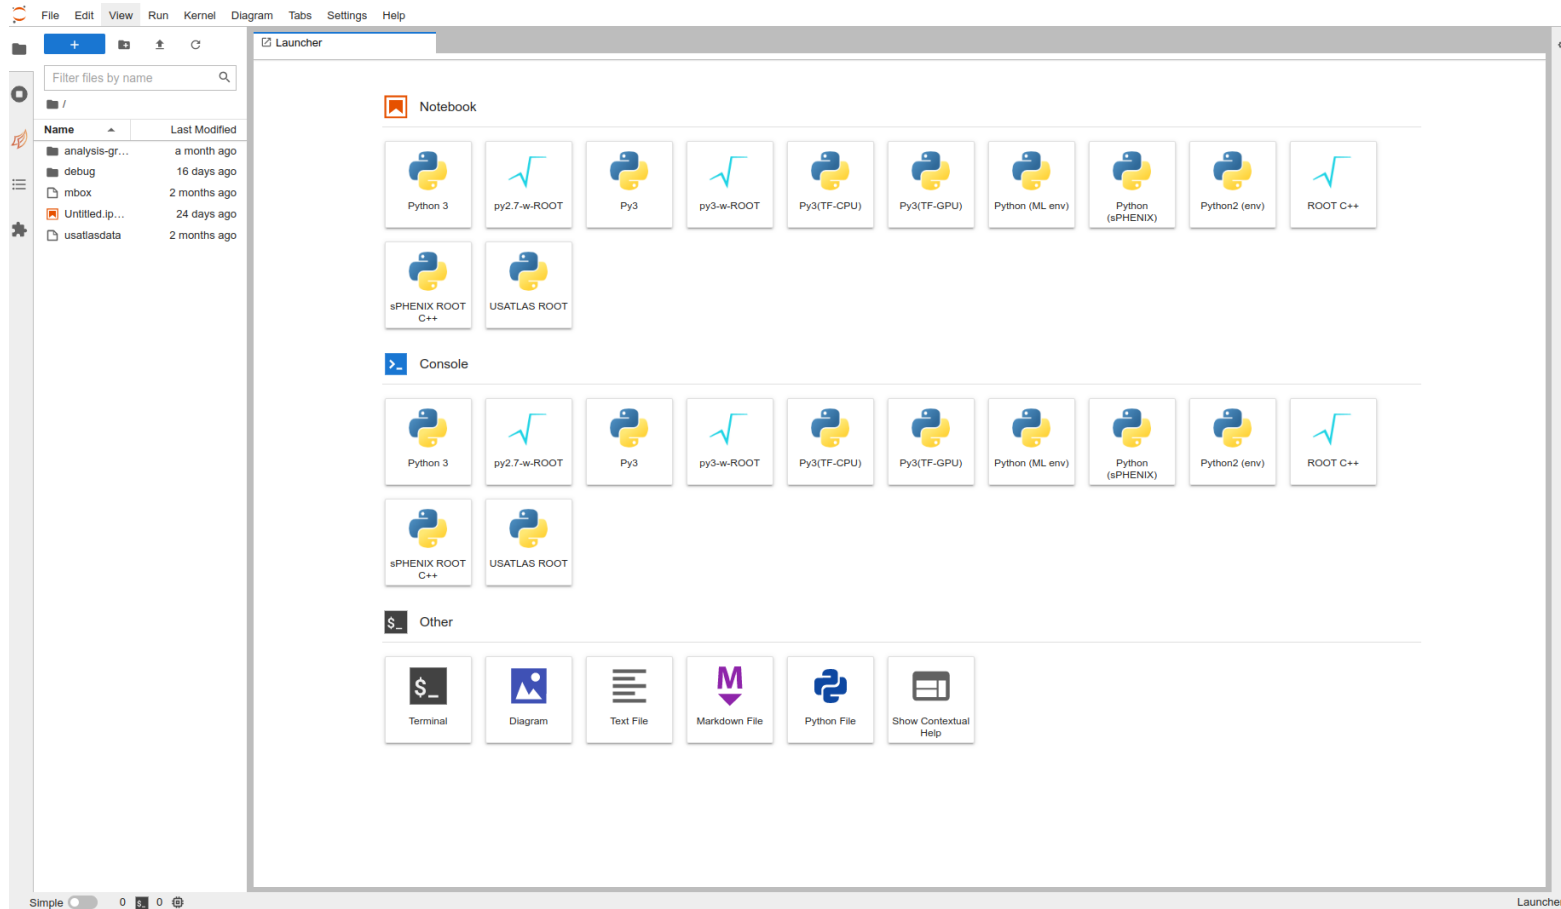 File Edit View Run Kernel Diagram Tabs Settings Help
+
Filter files by name
/
Name Last Modified
analysis-gr... a month ago
debug 16 days ago
mbox 2 months ago
Untitled.ip... 24 days ago
usatlasdata 2 months ago
Launcher
Notebook
Python 3 py2.7-w-ROOT Py3 py3-w-ROOT Py3(TF-CPU) Py3(TF-GPU) Python (ML env) Python (sPHENIX) Python2 (env) ROOT C++
sPHENIX ROOT C++ USATLAS ROOT
Console
Python 3 py2.7-w-ROOT Py3 py3-w-ROOT Py3(TF-CPU) Py3(TF-GPU) Python (ML env) Python (sPHENIX) Python2 (env) ROOT C++
sPHENIX ROOT C++ USATLAS ROOT
$_ Other
$_ M
Terminal Diagram Text File Markdown File Python File Show Contextual Help
Simple 0 $_ 0 Launcher